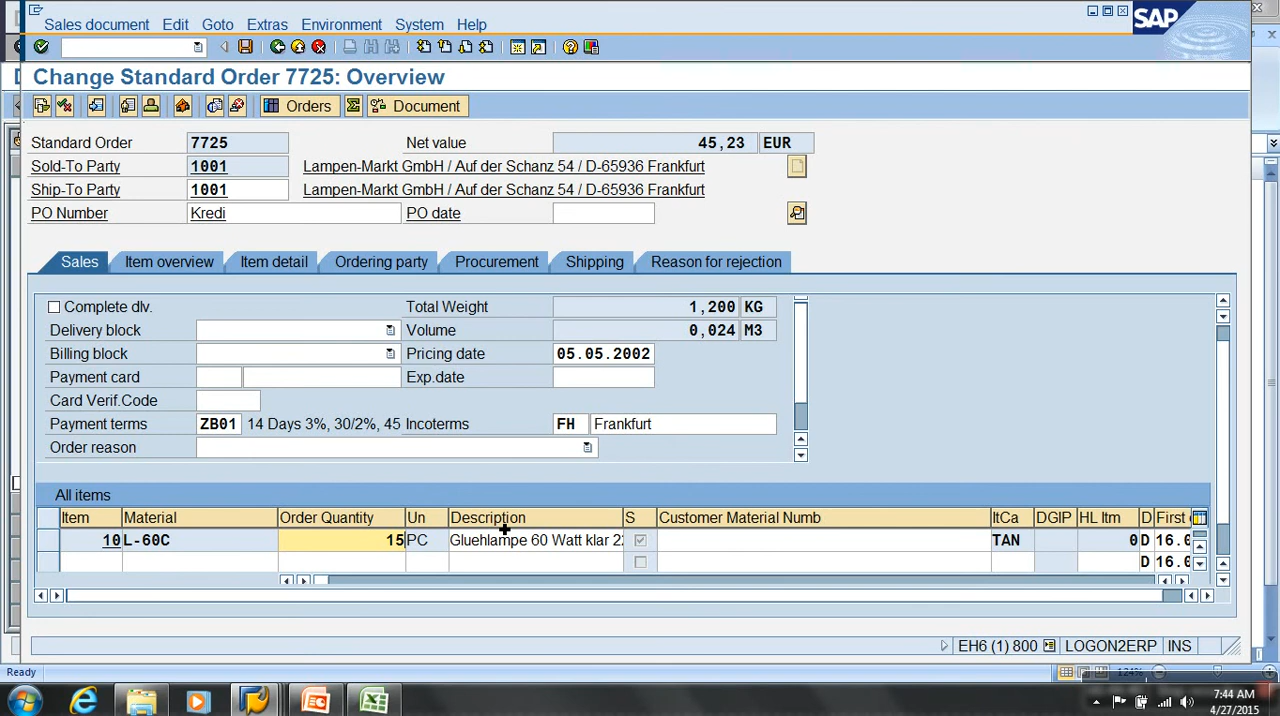 Sales document Edit Goto Extras Environment System Help
SAP
Change Standard Order 7725: Overview
Orders Document
Standard Order 7725 Net value 45,23 EUR
Sold-To Party 1001 Lampen-Markt GmbH / Auf der Schanz 54 / D-65936 Frankfurt
Ship-To Party 1001 Lampen-Markt GmbH / Auf der Schanz 54 / D-65936 Frankfurt
PO Number Kredi PO date
Sales Item overview Item detail Ordering party Procurement Shipping Reason for rejection
Complete dlv. Total Weight 1,200 KG
Delivery block Volume 0,024 M3
Billing block Pricing date 05.05.2002
Payment card Exp.date
Card Verif.Code
Payment terms ZB01 14 Days 3%, 30/2%, 45 Incoterms FH Frankfurt
Order reason
All items
Item Material Order Quantity Un Description S Customer Material Numb ItCa DGIP HL Itm D First
10 L-60C 15 PC Gluehlampe 60 Watt klar 22 TAN 0 D 16.0
D 16.0
EH6 (1) 800 LOGON2ERP INS
Ready 124%
7:44 AM
4/27/2015